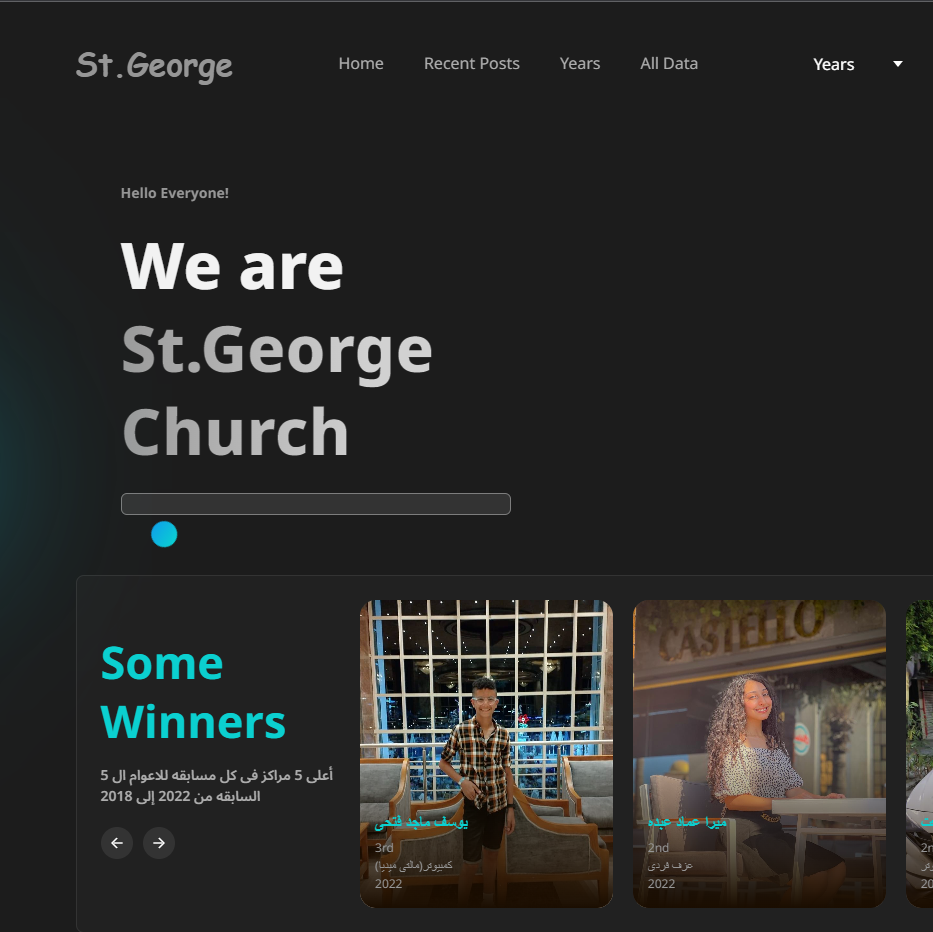 St.George
Home
Recent Posts
Years
All Data
Years
Hello Everyone!
We are
St.George
Church
Some
Winners
أعلى 5 مراكز فى كل مسابقه للاعوام ال 5
السابقه من 2022 إلى 2018
CASTELLO
يوسف ماجد فتحى
3rd
كمبيوتر(مالتى ميديا)
2022
ميرا عماد عبده
2nd
عزف فردى
2022